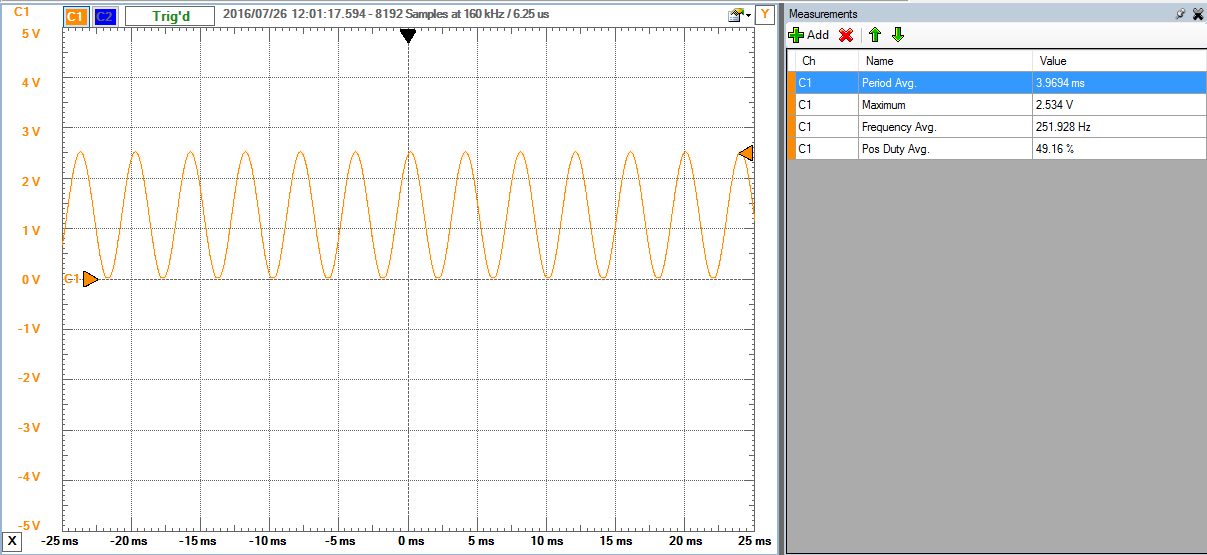 C1
C1 C2 Trig'd 2016/07/26 12:01:17.594 - 8192 Samples at 160 kHz / 6.25 us Y
5 V
4 V
3 V
2 V
1 V
0 V
C1
-1 V
-2 V
-3 V
-4 V
-5 V
X -25 ms -20 ms -15 ms -10 ms -5 ms 0 ms 5 ms 10 ms 15 ms 20 ms 25 ms
Measurements
Add
Ch Name Value
C1 Period Avg. 3.9694 ms
C1 Maximum 2.534 V
C1 Frequency Avg. 251.928 Hz
C1 Pos Duty Avg. 49.16 %